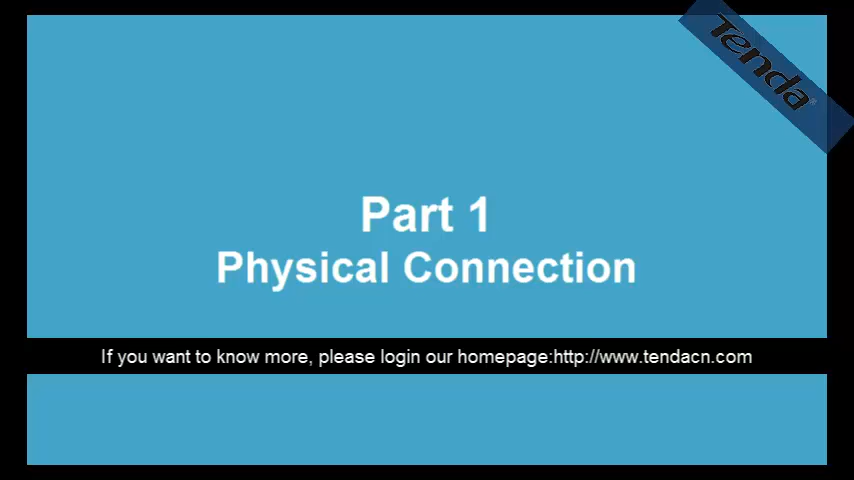 Tenda®
Part 1
Physical Connection
If you want to know more, please login our homepage:http://www.tendacn.com